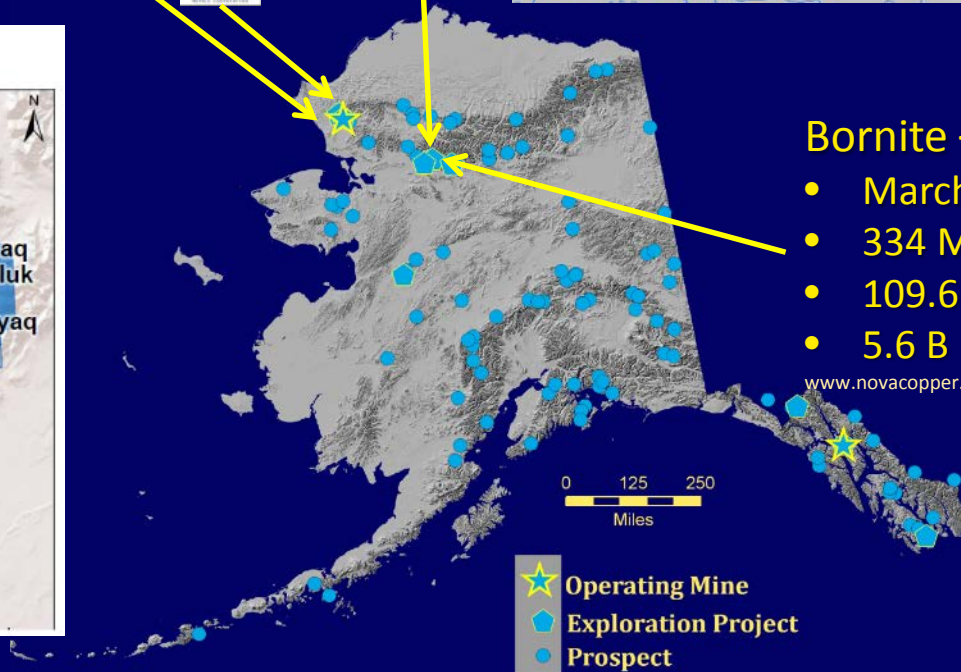 N
aq
luk
yaq
Bornite
• March
• 334 M
• 109.6
• 5.6 B
www.novacopper.
0 125 250
Miles
Operating Mine
Exploration Project
Prospect